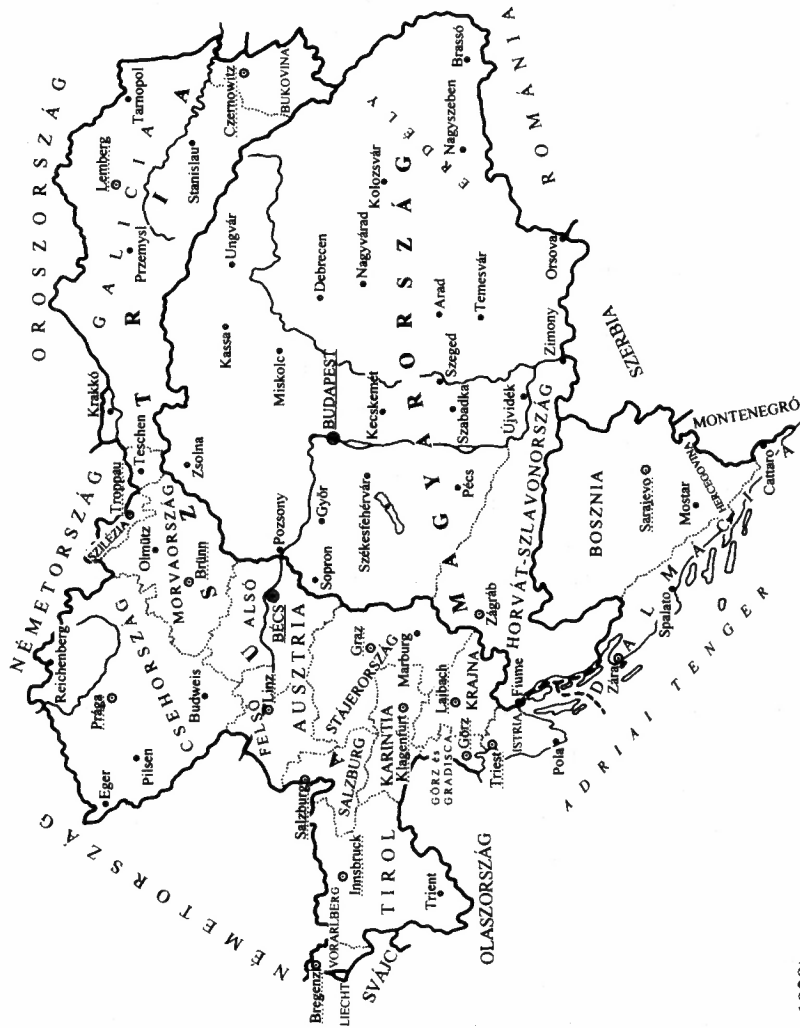 OROSZORSZÁG
NÉMETORSZÁG
NÉMETORSZÁG
Reichenberg
Prága
Eger
Pilsen
CSEHORSZÁG
Budweis
SZILÉZIA
Troppau
Teschen
Olmütz
MORVAORSZÁG
Brünn
Krakkó
GALICIA
Przemysl
Lemberg
Tarnopol
Stanislau
Czernowitz
BUKOVINA
AUSZTRIA
FELSŐ
Linz
ALSÓ
AUSZTRIA
BÉCS
Salzburg
SALZBURG
STÁJERORSZÁG
Graz
Marburg
KARINTIA
Klagenfurt
Bregenz
VORARLBERG
LIECHT
SVÁJC
Innsbruck
TIROL
Trient
OLASZORSZÁG
GÖRZ és
GRADISCA
Görz
Laibach
KRAJNA
Triest
ISTRIA
Pola
Fiume
Zsolna
Kassa
Ungvár
Miskolc
Pozsony
Sopron
Győr
BUDAPEST
Debrecen
Székesfehérvár
Kecskemét
Nagyvárad
Kolozsvár
MAGYARORSZÁG
ERDÉLY
Pécs
Szabadka
Szeged
Arad
Temesvár
Nagyszeben
Brassó
Zágráb
HORVÁT-SZLAVONORSZÁG
Újvidék
Zimony
Orsova
ROMÁNIA
SZERBIA
BOSZNIA
Sarajevo
Mostar
HERCEGOVINA
MONTENEGRÓ
Cattaro
DALMÁCIA
Zára
Spalato
ADRIAI TENGER